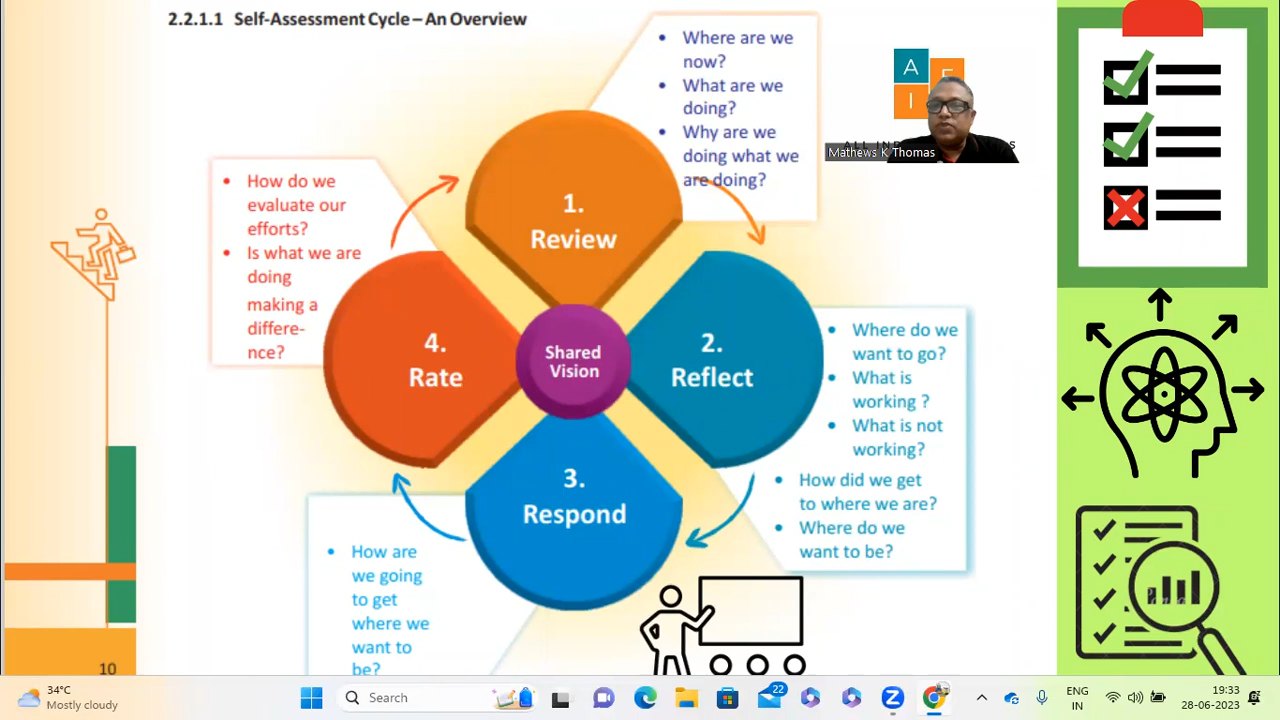 2.2.1.1 Self-Assessment Cycle – An Overview
• Where are we
now?
• What are we
doing?
• Why are we
doing what we
are doing?
A
I
Mathews K Thomas
• How do we
evaluate our
efforts?
• Is what we are
doing
making a
differe-
nce?
1.
Review
4.
Rate
Shared
Vision
2.
Reflect
• Where do we
want to go?
• What is
working ?
• What is not
working?
• How did we get
to where we are?
• Where do we
want to be?
3.
Respond
• How are
we going
to get
where we
want to
be?
10
34°C
Mostly cloudy
Search
22
ENG
IN
19:33
28-06-2023